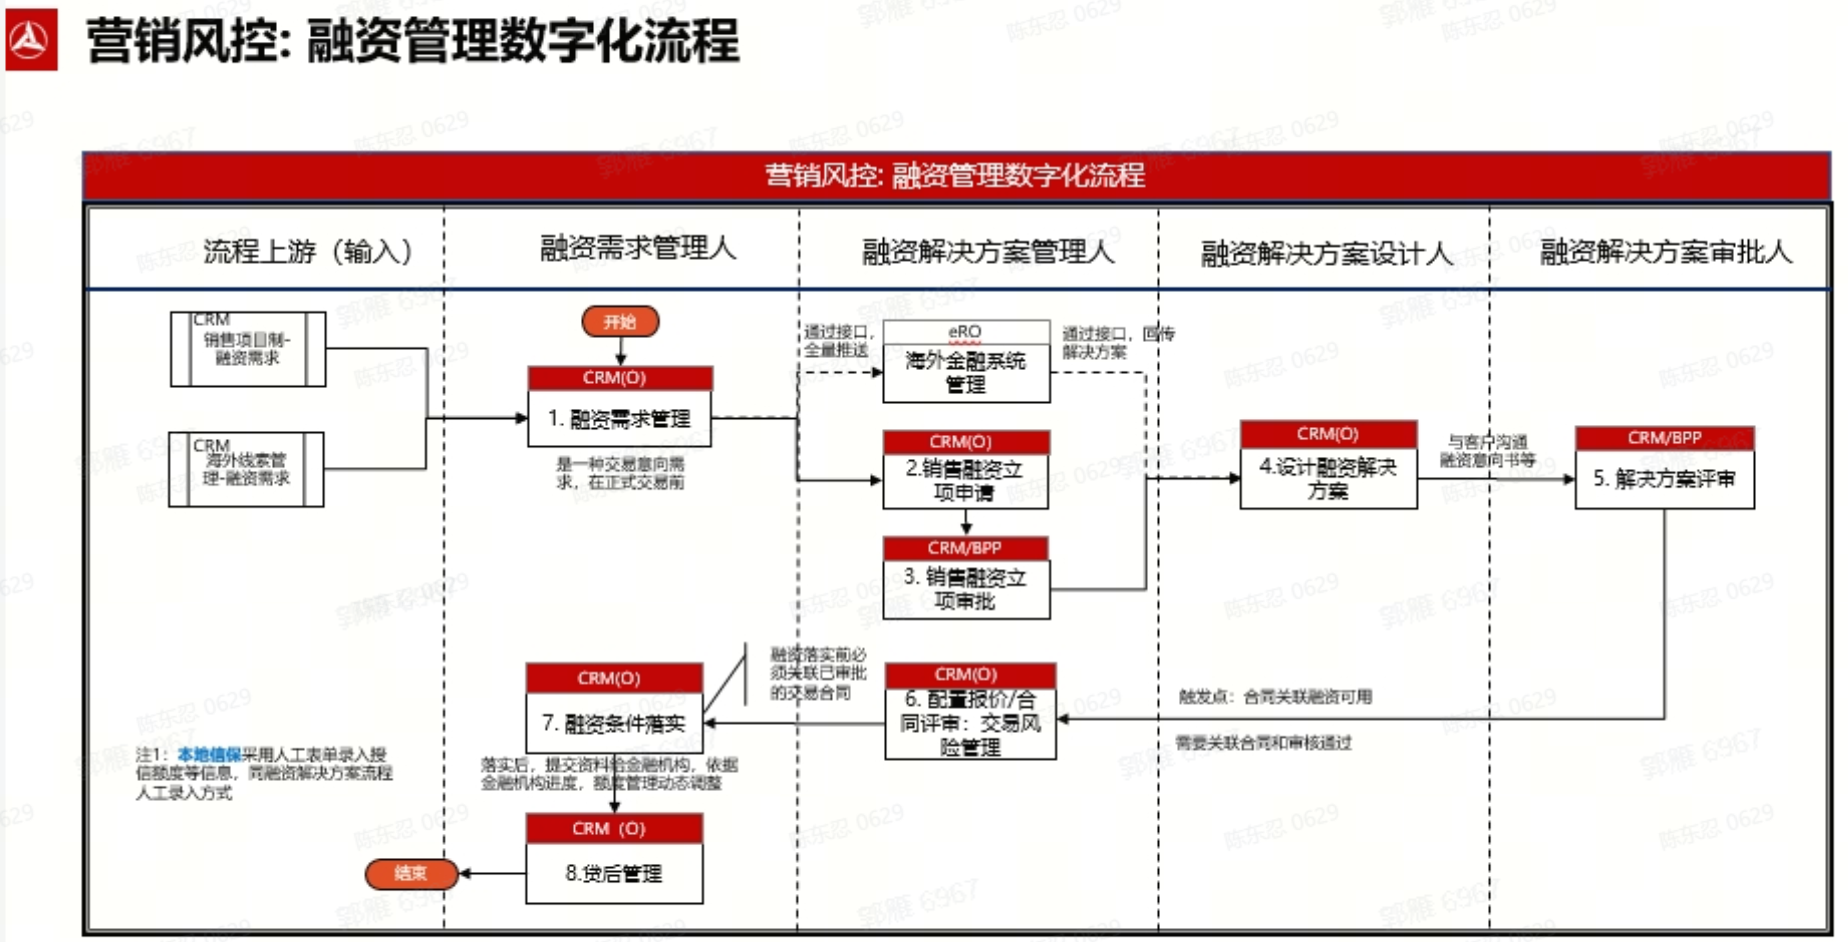 营销风控: 融资管理数字化流程
营销风控: 融资管理数字化流程
流程上游（输入）
融资需求管理人
融资解决方案管理人
融资解决方案设计人
融资解决方案审批人
CRM
销售项目制-
融资需求
CRM
海外线索管
理-融资需求
开始
CRM(O)
1. 融资需求管理
是一种交易意向需
求，在正式交易前
通过接口，
全量推送
eRO
海外金融系统
管理
通过接口，回传
解决方案
CRM(O)
2.销售融资立
项申请
CRM/BPP
3. 销售融资立
项审批
CRM(O)
4.设计融资解决
方案
与客户沟通
融资意向书等
CRM/BPP
5. 解决方案评审
触发点：合同关联融资可用
需要关联合同和审核通过
CRM(O)
6. 配置报价/合
同评审：交易风
险管理
融资落实前必
须关联已审批
的交易合同
CRM(O)
7. 融资条件落实
落实后，提交资料给金融机构，依据
金融机构进度，额度管理动态调整
CRM（O）
8.贷后管理
结束
注1：本地信保采用人工表单录入授
信额度等信息，同融资解决方案流程
人工录入方式
陈东忍 0629
郭雁 6967